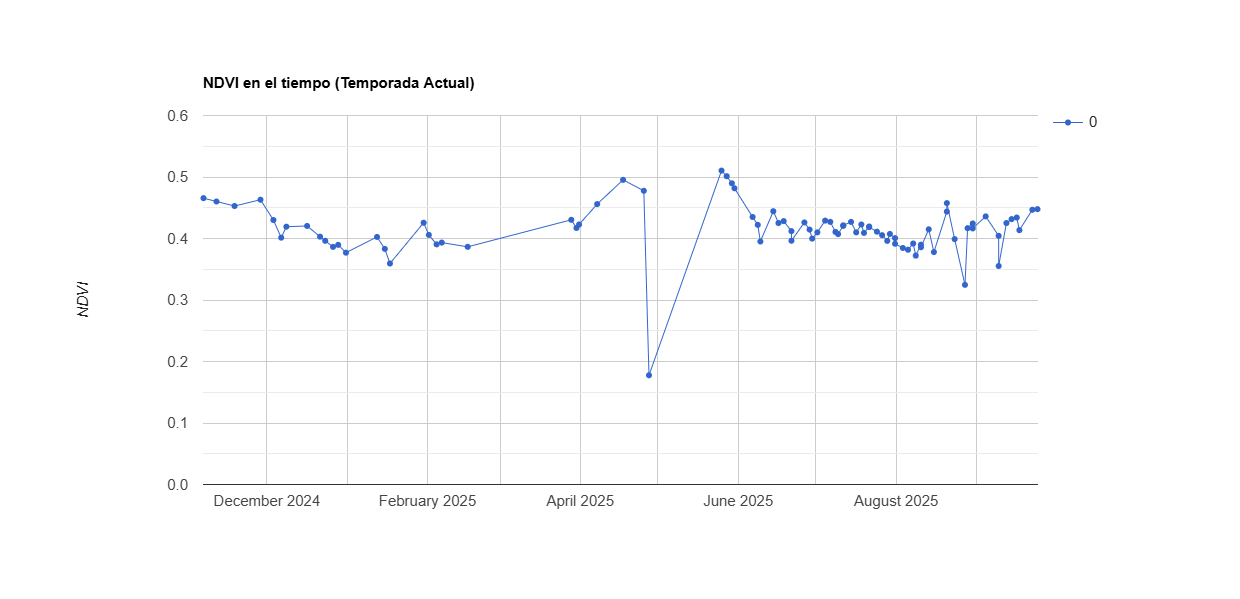 NDVI en el tiempo (Temporada Actual)
0.6
0.5
0.4
0.3
0.2
0.1
0.0
NDVI
December 2024
February 2025
April 2025
June 2025
August 2025
0